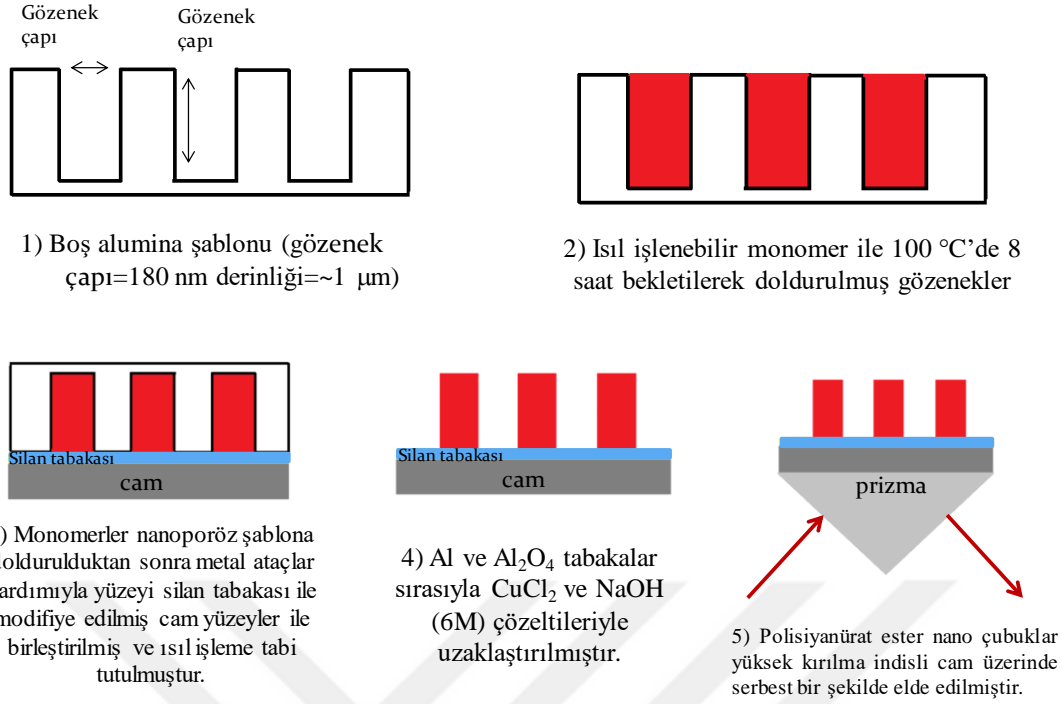 Gözenek
çapı
Gözenek
çapı
1) Boş alumina şablonu (gözenek
çapı=180 nm derinliği=~1 μm)
2) Isıl işlenebilir monomer ile 100 °C’de 8
saat bekletilerek doldurulmuş gözenekler
Silan tabakası
cam
) Monomerler nanoporöz şablona
doldurulduktan sonra metal ataçlar
yardımıyla yüzeyi silan tabakası ile
modifiye edilmiş cam yüzeyler ile
birleştirilmiş ve ısıl işleme tabi
tutulmuştur.
Silan tabakası
cam
4) Al ve Al₂O₄ tabakalar
sırasıyla CuCl₂ ve NaOH
(6M) çözeltileriyle
uzaklaştırılmıştır.
prizma
5) Polisiyanürat ester nano çubuklar
yüksek kırılma indisli cam üzerinde
serbest bir şekilde elde edilmiştir.